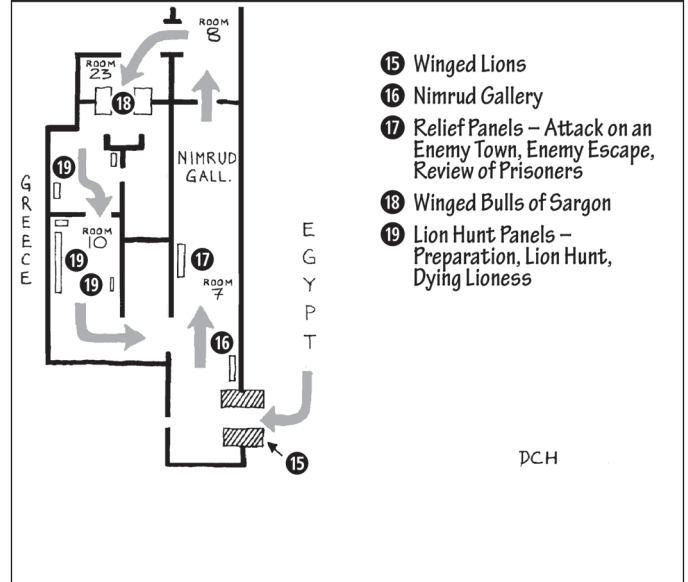 ROOM
8
ROOM
23
18
19
NIMRUD
GALL.
GREECE
ROOM
10
19
19
17
ROOM
7
EGYPT
16
15
15 Winged Lions
16 Nimrud Gallery
17 Relief Panels – Attack on an
Enemy Town, Enemy Escape,
Review of Prisoners
18 Winged Bulls of Sargon
19 Lion Hunt Panels –
Preparation, Lion Hunt,
Dying Lioness
DCH